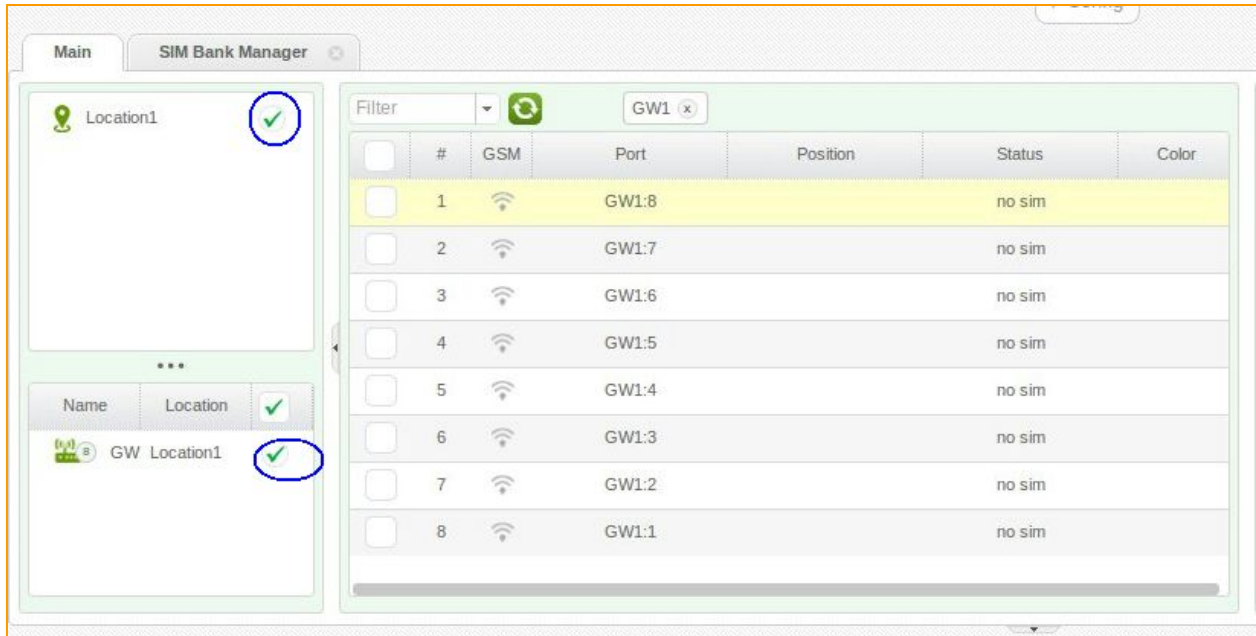 Main SIM Bank Manager
Location1
Filter GW1 x
# GSM Port Position Status Color
1 GW1:8 no sim
2 GW1:7 no sim
3 GW1:6 no sim
4 GW1:5 no sim
5 GW1:4 no sim
6 GW1:3 no sim
7 GW1:2 no sim
8 GW1:1 no sim
Name Location
8 GW Location1